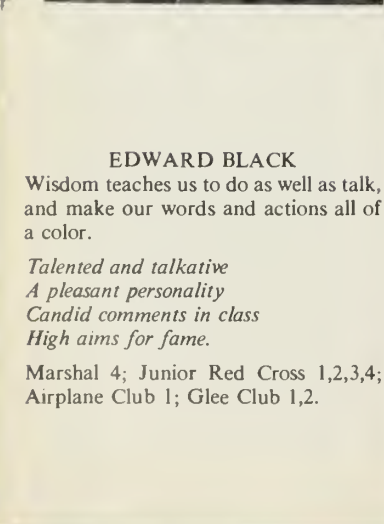 EDWARD BLACK
Wisdom teaches us to do as well as talk,
and make our words and actions all of
a color.
Talented and talkative
A pleasant personality
Candid comments in class
High aims for fame.
Marshal 4; Junior Red Cross 1,2,3,4;
Airplane Club 1; Glee Club 1,2.